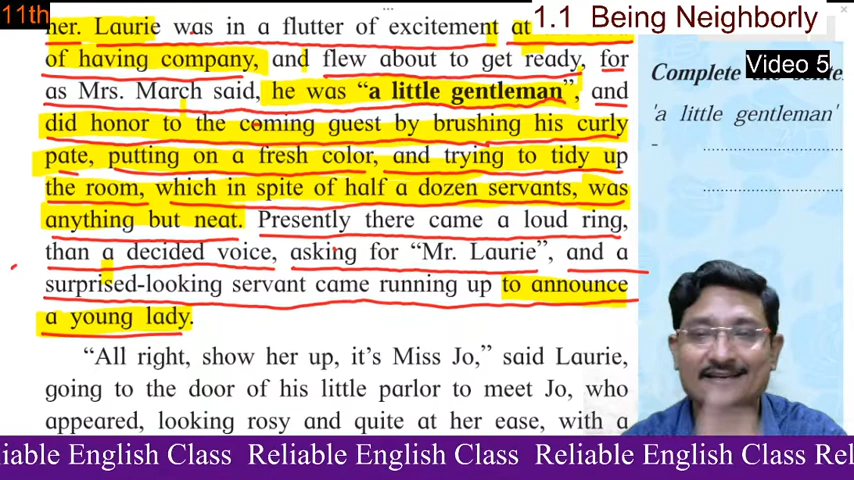 11th
1.1 Being Neighborly
Video 5
her. Laurie was in a flutter of excitement at
of having company, and flew about to get ready, for
as Mrs. March said, he was “a little gentleman”, and
did honor to the coming guest by brushing his curly
pate, putting on a fresh color, and trying to tidy up
the room, which in spite of half a dozen servants, was
anything but neat. Presently there came a loud ring,
than a decided voice, asking for “Mr. Laurie”, and a
surprised-looking servant came running up to announce
a young lady.
“All right, show her up, it’s Miss Jo,” said Laurie,
going to the door of his little parlor to meet Jo, who
appeared, looking rosy and quite at her ease, with a
Complete
'a little gentleman'
- ........................
........................
Reliable English Class Reliable English Class Reliable English Class